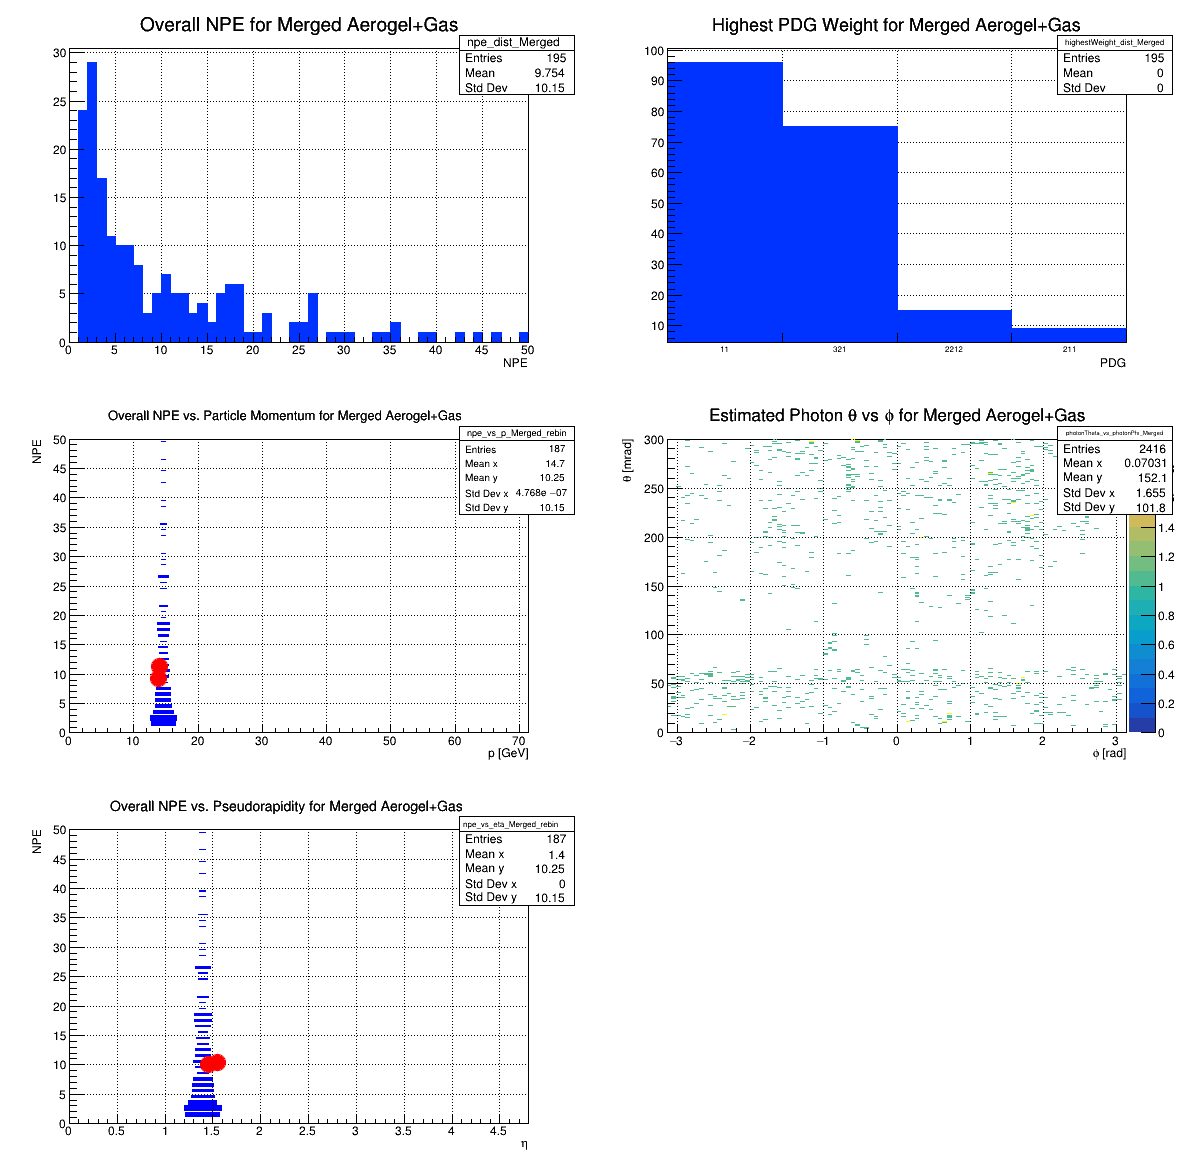 Overall NPE for Merged Aerogel+Gas
npe_dist_Merged
Entries 195
Mean 9.754
Std Dev 10.15
30
25
20
15
10
5
0
0 5 10 15 20 25 30 35 40 45 50
NPE
Highest PDG Weight for Merged Aerogel+Gas
highestWeight_dist_Merged
Entries 195
Mean 0
Std Dev 0
100
90
80
70
60
50
40
30
20
10
11 321 2212 211
PDG
Overall NPE vs. Particle Momentum for Merged Aerogel+Gas
npe_vs_p_Merged_rebin
Entries 187
Mean x 14.7
Mean y 10.25
Std Dev x 4.768e −07
Std Dev y 10.15
NPE
50
45
40
35
30
25
20
15
10
5
0
0 10 20 30 40 50 60 70
p [GeV]
Estimated Photon θ vs ϕ for Merged Aerogel+Gas
photonTheta_vs_photonPhi_Merged
Entries 2416
Mean x 0.07031
Mean y 152.1
Std Dev x 1.655
Std Dev y 101.8
θ [mrad]
300
250
200
150
100
50
0
−3 −2 −1 0 1 2 3
ϕ [rad]
1.4
1.2
1
0.8
0.6
0.4
0.2
0
Overall NPE vs. Pseudorapidity for Merged Aerogel+Gas
npe_vs_eta_Merged_rebin
Entries 187
Mean x 1.4
Mean y 10.25
Std Dev x 0
Std Dev y 10.15
NPE
50
45
40
35
30
25
20
15
10
5
0
0 0.5 1 1.5 2 2.5 3 3.5 4 4.5
η